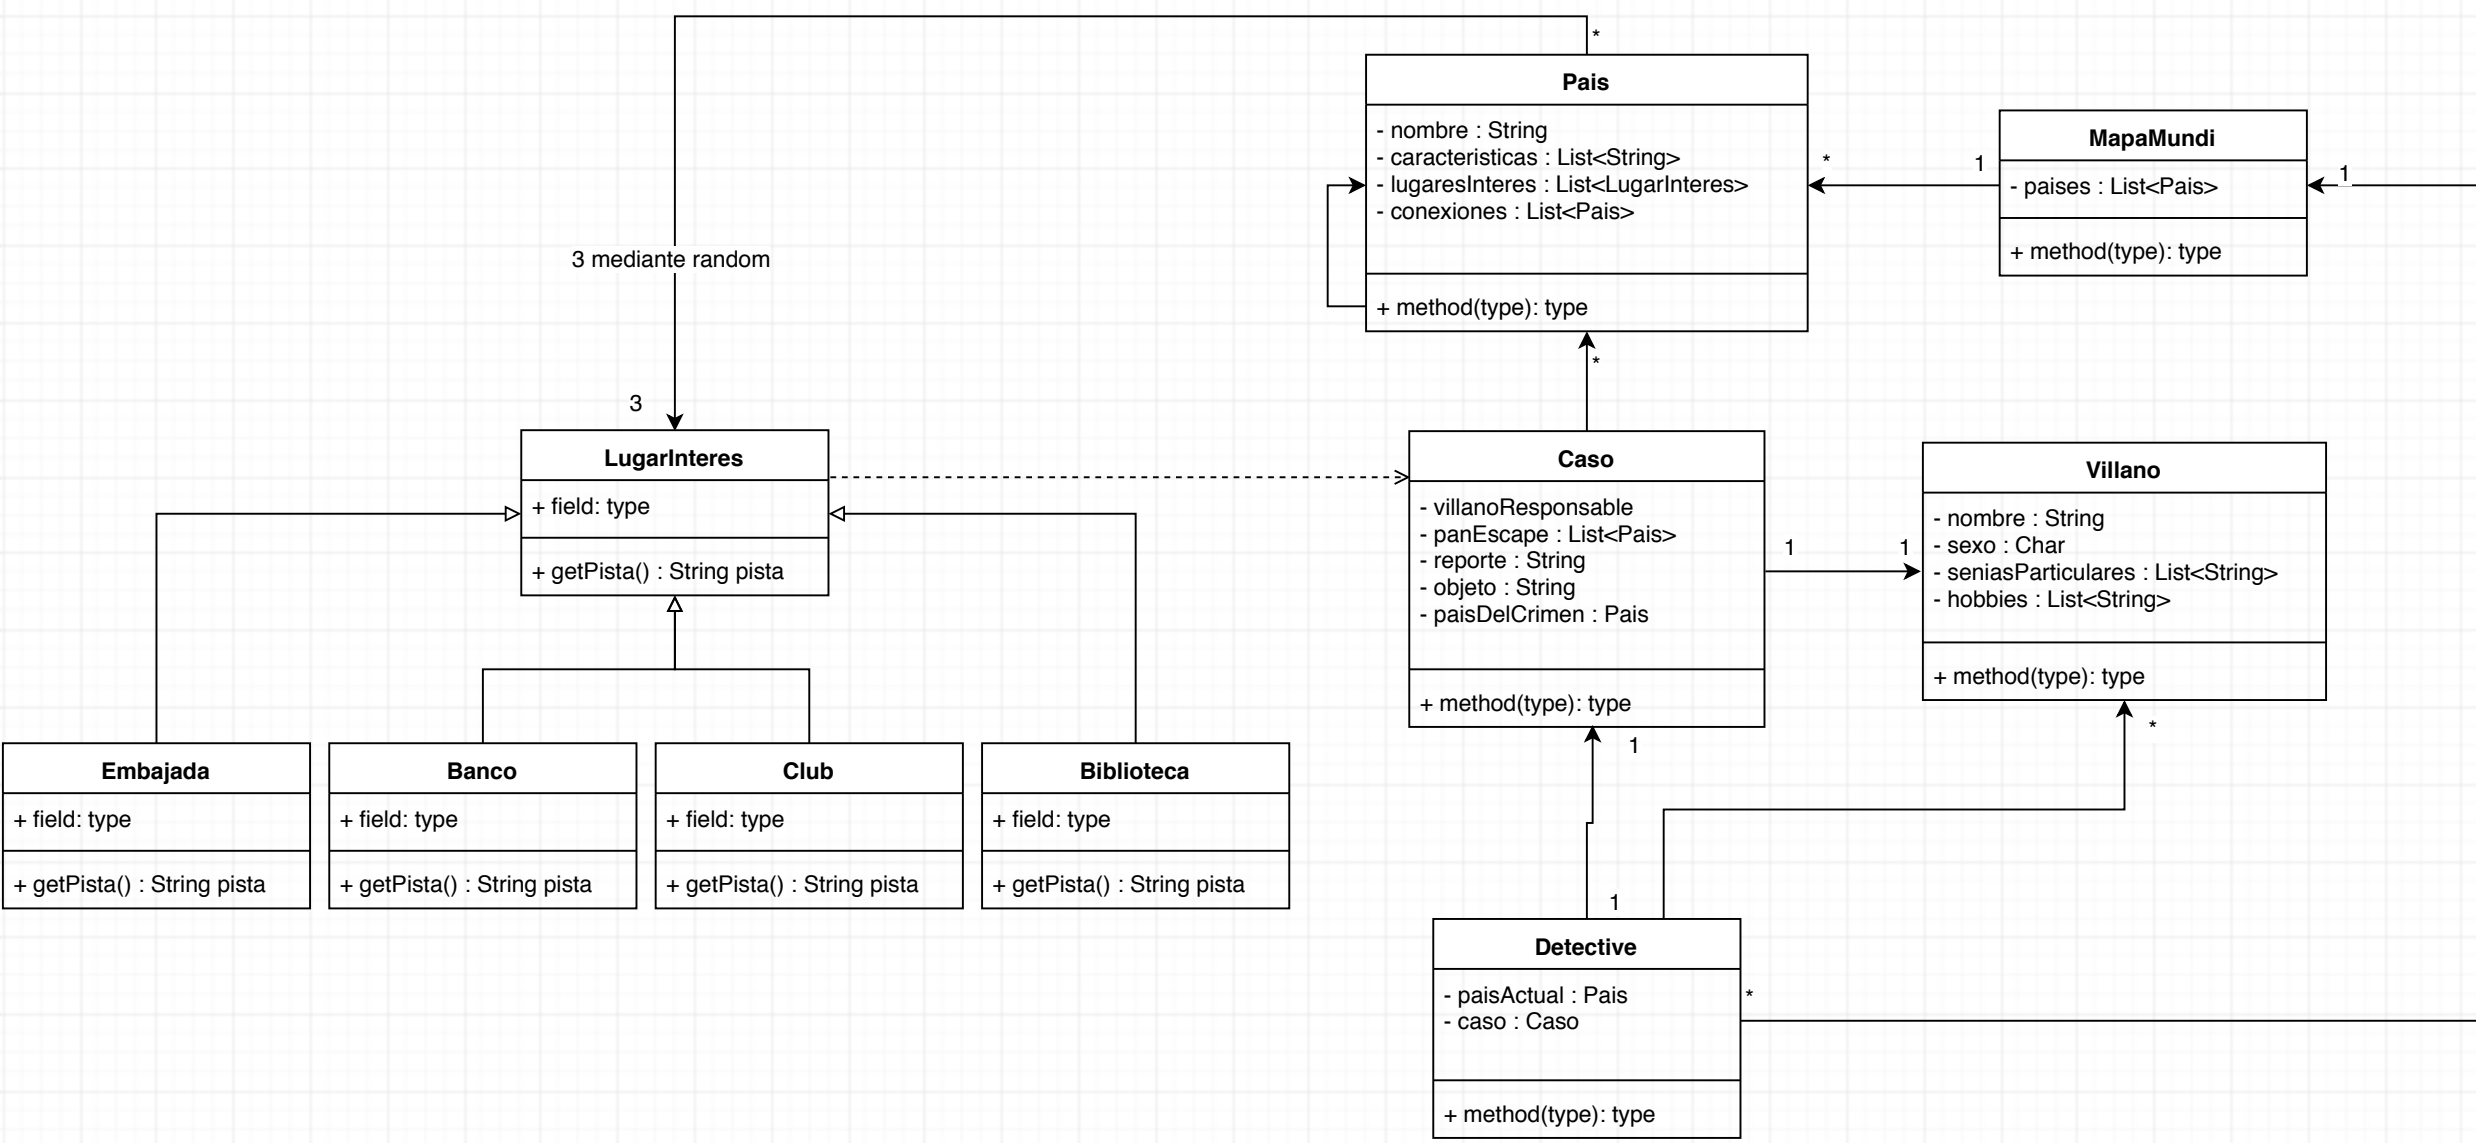 *
Pais
- nombre : String
- caracteristicas : List<String>
- lugaresInteres : List<LugarInteres>
- conexiones : List<Pais>
+ method(type): type
*
1
MapaMundi
- paises : List<Pais>
+ method(type): type
1
3 mediante random
3
*
LugarInteres
+ field: type
+ getPista() : String pista
Caso
- villanoResponsable
- panEscape : List<Pais>
- reporte : String
- objeto : String
- paisDelCrimen : Pais
+ method(type): type
1
1
Villano
- nombre : String
- sexo : Char
- seniasParticulares : List<String>
- hobbies : List<String>
+ method(type): type
*
1
Embajada
+ field: type
+ getPista() : String pista
Banco
+ field: type
+ getPista() : String pista
Club
+ field: type
+ getPista() : String pista
Biblioteca
+ field: type
+ getPista() : String pista
1
Detective
- paisActual : Pais
- caso : Caso
+ method(type): type
*